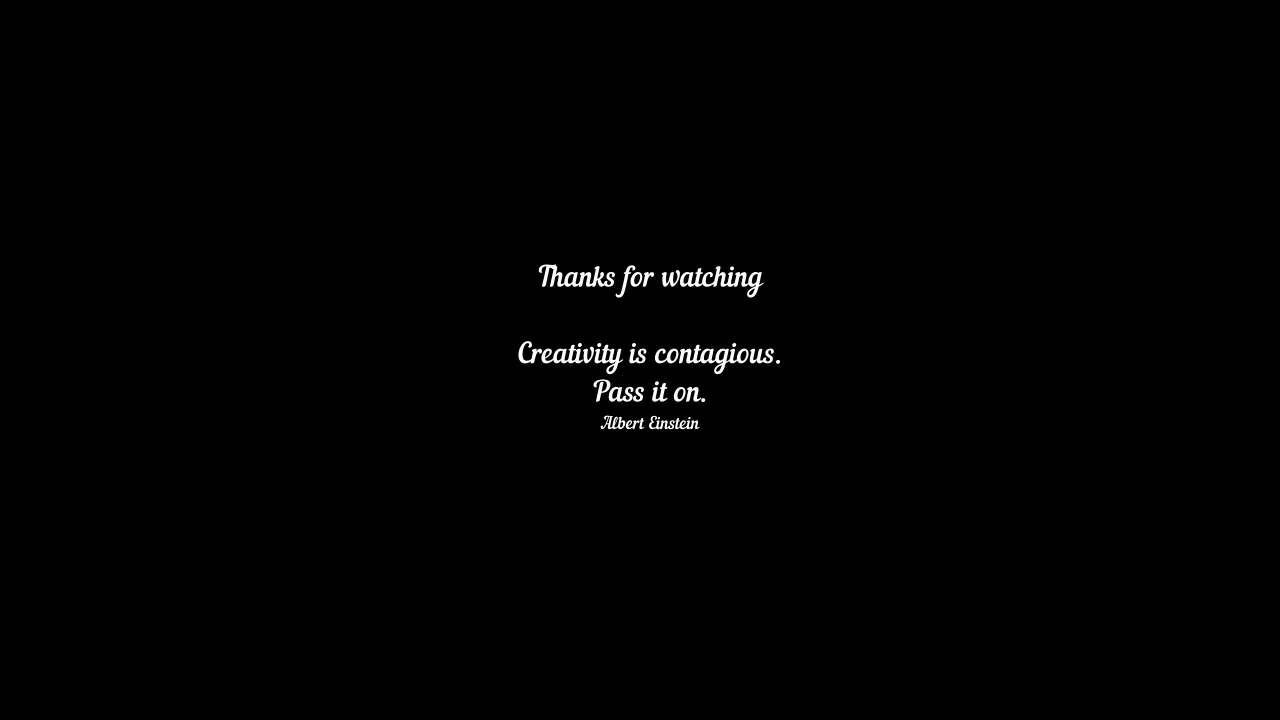 Thanks for watching
Creativity is contagious.
Pass it on.
Albert Einstein